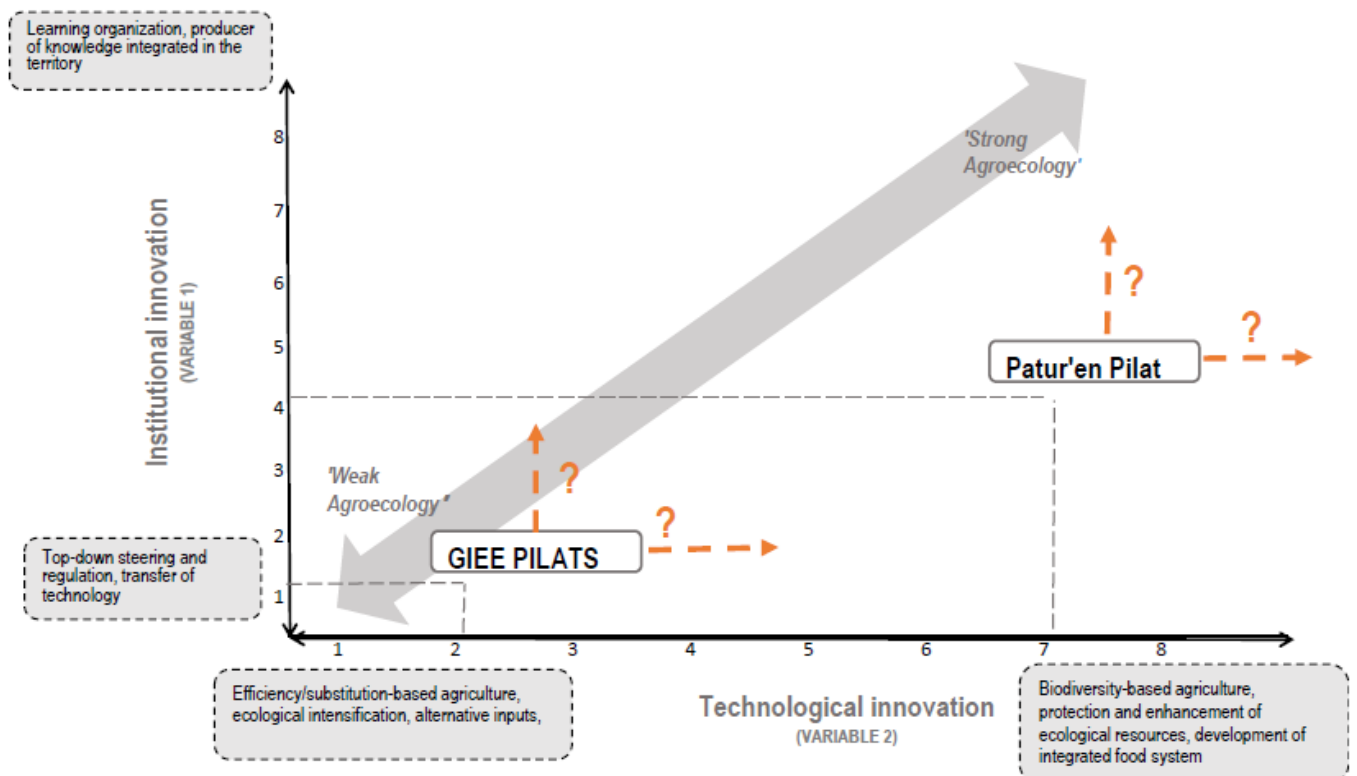 Learning organization, producer
of knowledge integrated in the
territory
8
7
6
5
4
3
2
1
Institutional innovation
(VARIABLE 1)
'Strong
Agroecology'
?
?
Patur'en Pilat
'Weak
Agroecology'
?
?
GIEE PILATS
Top-down steering and
regulation, transfer of
technology
1 2 3 4 5 6 7 8
Efficiency/substitution-based agriculture,
ecological intensification, alternative inputs,
Technological innovation
(VARIABLE 2)
Biodiversity-based agriculture,
protection and enhancement of
ecological resources, development of
integrated food system